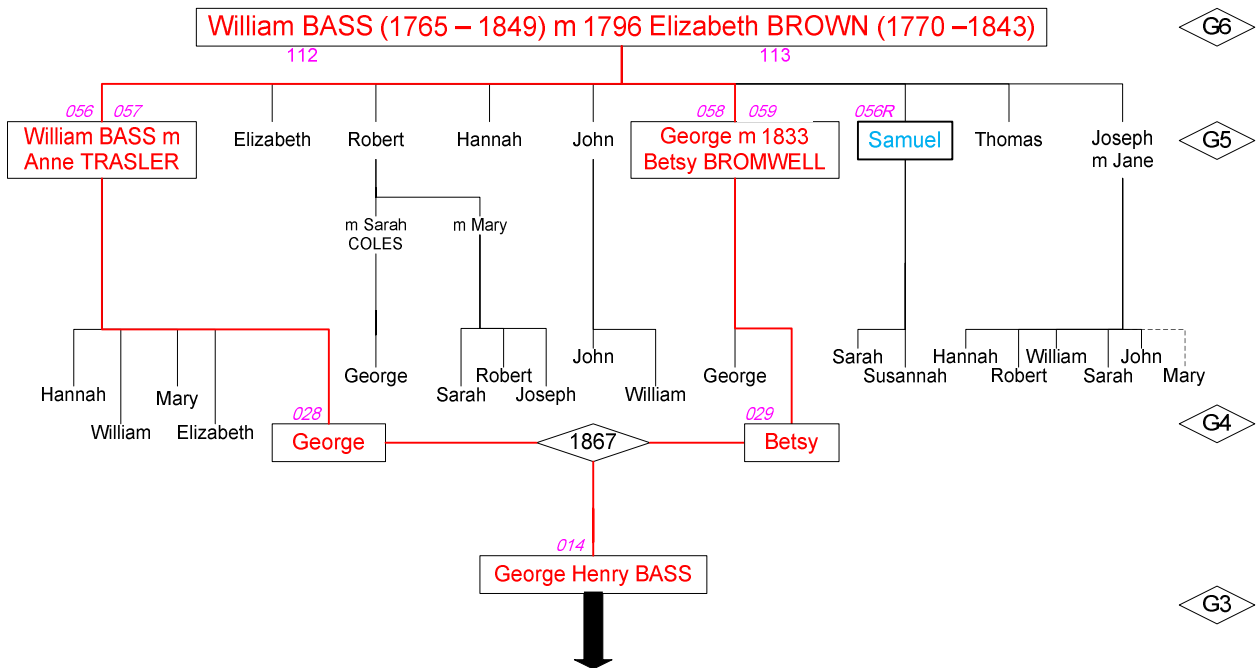 William BASS (1765 – 1849) m 1796 Elizabeth BROWN (1770 –1843)
G6
112
113
056 057
058 059
056R
William BASS m
Anne TRASLER
Elizabeth
Robert
Hannah
John
George m 1833
Betsy BROMWELL
Samuel
Thomas
Joseph
m Jane
G5
m Sarah
COLES
m Mary
Hannah
William
Mary
Elizabeth
George
Sarah
Robert
Joseph
John
William
George
Sarah
Susannah
Hannah
Robert
William
Sarah
John
Mary
028
George
1867
029
Betsy
G4
014
George Henry BASS
G3